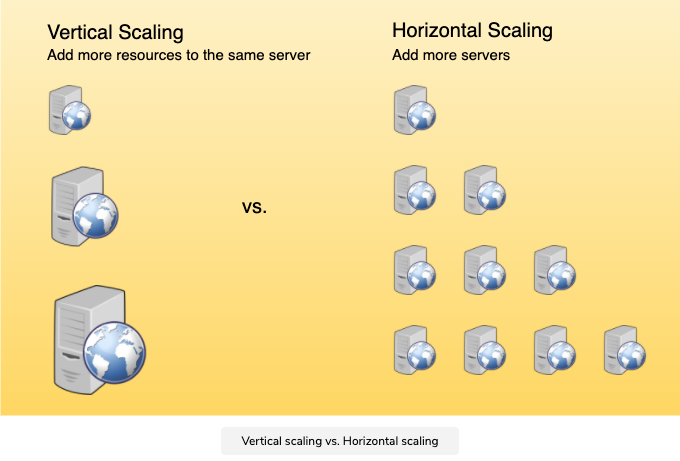 Vertical Scaling
Add more resources to the same server
Horizontal Scaling
Add more servers
vs.
Vertical scaling vs. Horizontal scaling